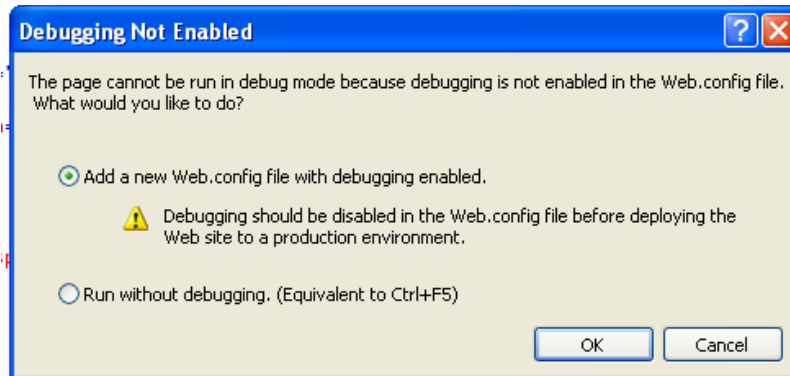 Debugging Not Enabled
The page cannot be run in debug mode because debugging is not enabled in the Web.config file.
What would you like to do?
Add a new Web.config file with debugging enabled.
Debugging should be disabled in the Web.config file before deploying the
Web site to a production environment.
Run without debugging. (Equivalent to Ctrl+F5)
OK Cancel